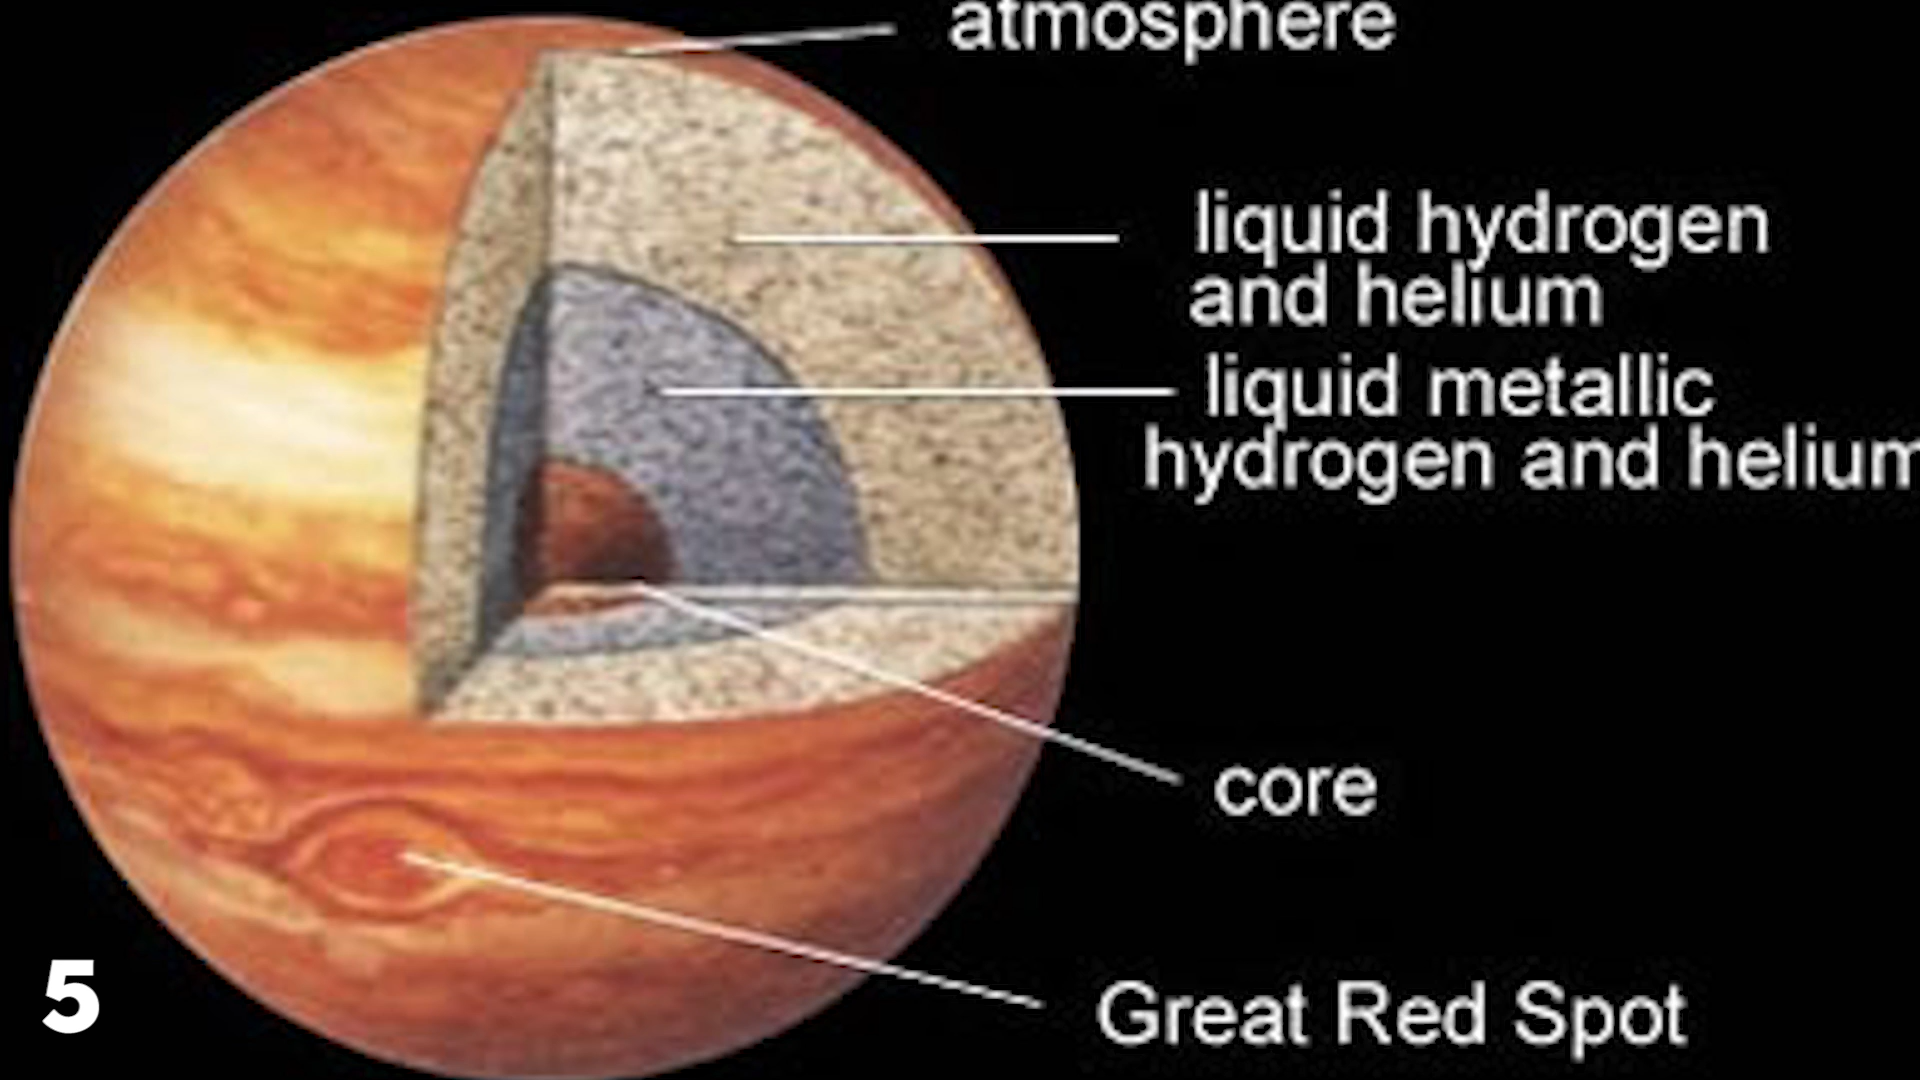 atmosphere
liquid hydrogen
and helium
liquid metallic
hydrogen and helium
core
Great Red Spot
5